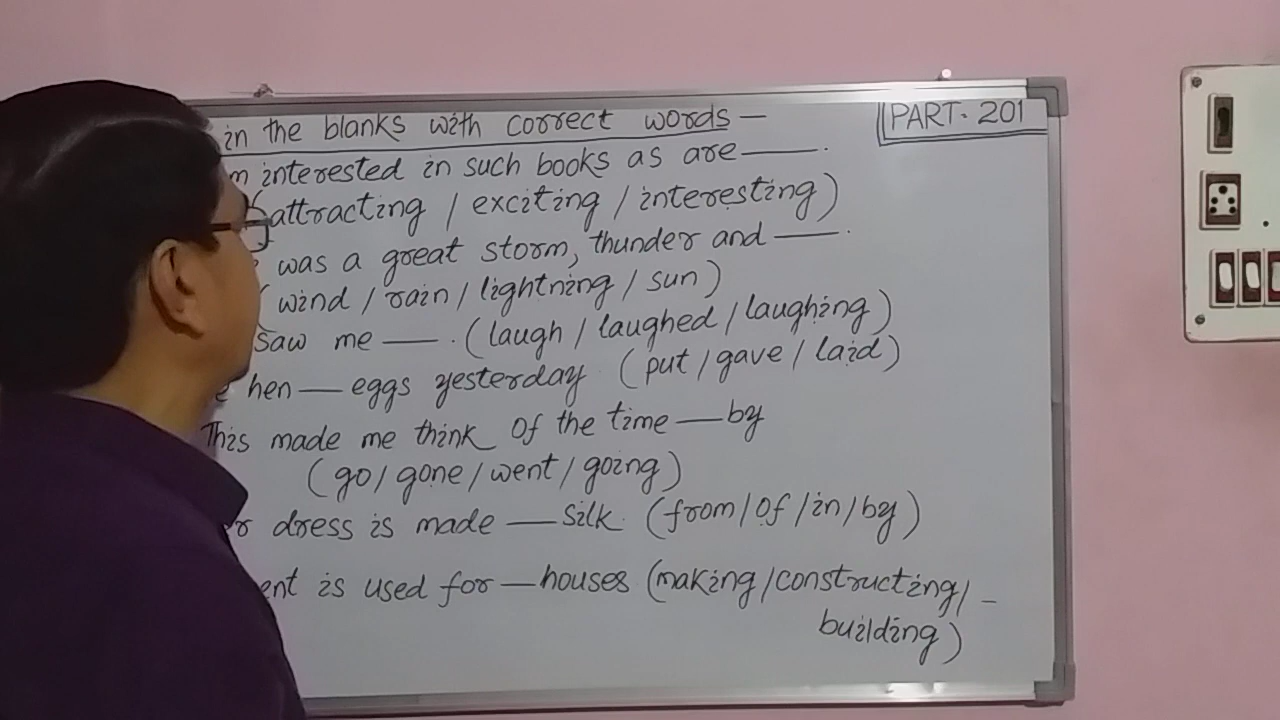 in the blanks with correct words —
PART - 201
interested in such books as are ——.
(attracting / exciting / interesting)
was a great storm, thunder and ——.
(wind / rain / lightning / sun)
saw me ——. (laugh / laughed / laughing)
hen —— eggs yesterday (put / gave / laid)
This made me think of the time —— by
(go / gone / went / going)
dress is made —— silk. (from / of / in / by)
is used for —— houses (making / constructing / -
building)